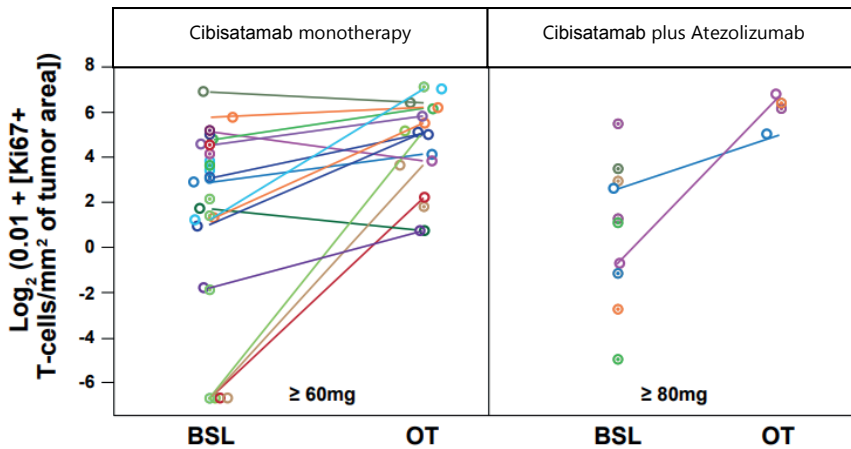 Cibisatamab monotherapy
Cibisatamab plus Atezolizumab
Log₂ (0.01 + [Ki67+
T-cells/mm² of tumor area])
8
6
4
2
0
-2
-4
-6
≥ 60mg
≥ 80mg
BSL
OT
BSL
OT